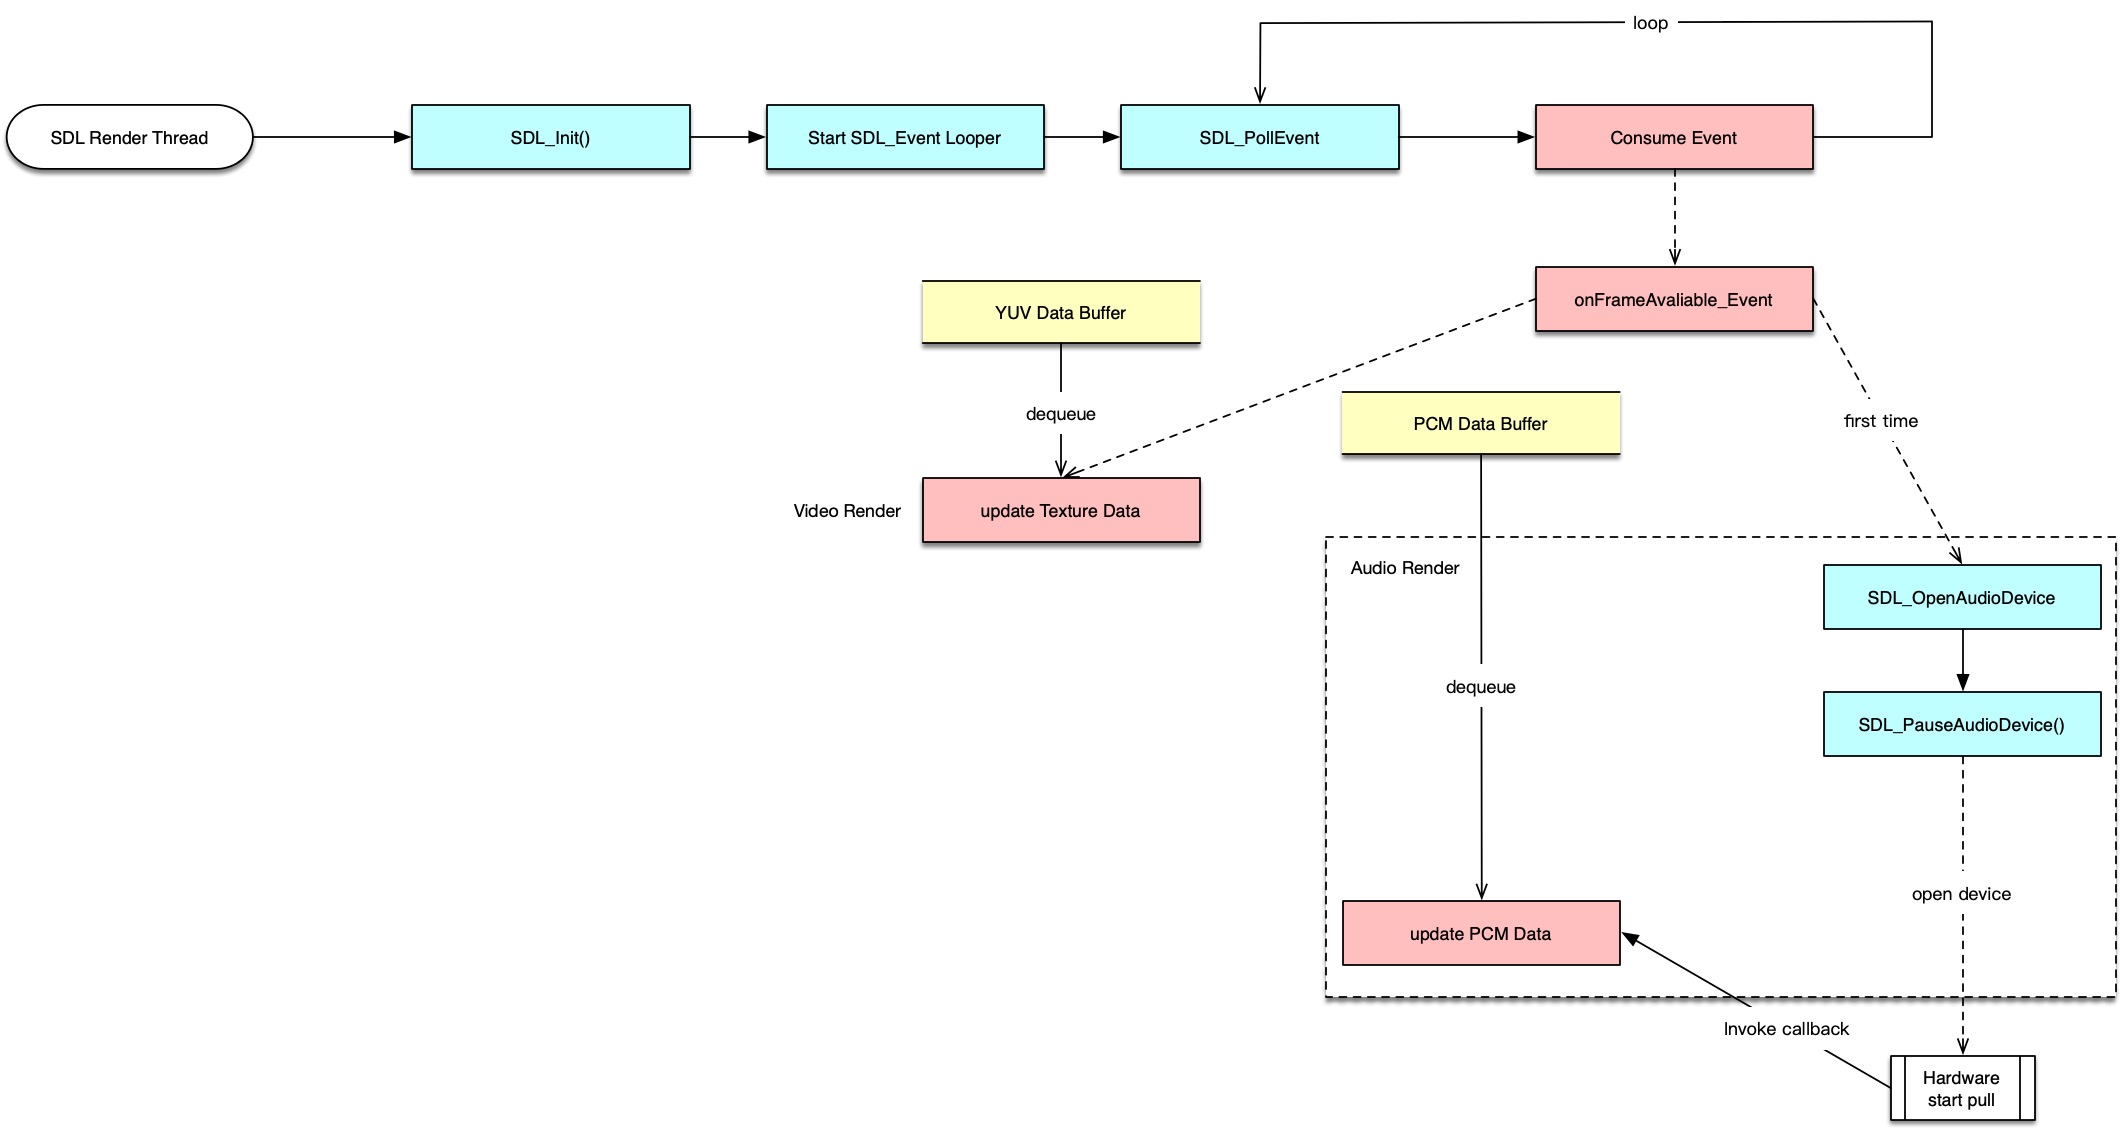 loop
SDL Render Thread
SDL_Init()
Start SDL_Event Looper
SDL_PollEvent
Consume Event
onFrameAvaliable_Event
YUV Data Buffer
dequeue
PCM Data Buffer
first time
Video Render
update Texture Data
Audio Render
SDL_OpenAudioDevice
dequeue
SDL_PauseAudioDevice()
open device
update PCM Data
Invoke callback
Hardware
start pull